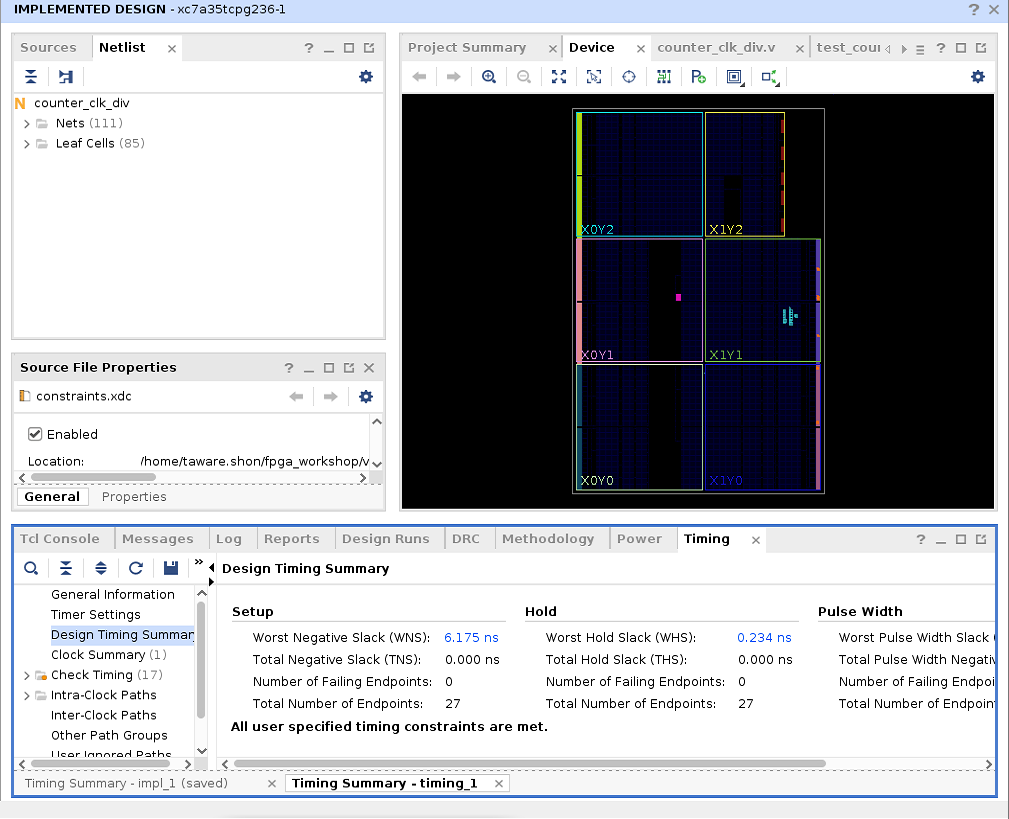 IMPLEMENTED DESIGN - xc7a35tcpg236-1
Sources Netlist
counter_clk_div
Nets (111)
Leaf Cells (85)
Project Summary Device counter_clk_div.v test_cou
X0Y2 X1Y2
X0Y1 X1Y1
X0Y0 X1Y0
Source File Properties
constraints.xdc
Enabled
Location: /home/taware.shon/fpga_workshop/v
General Properties
Tcl Console Messages Log Reports Design Runs DRC Methodology Power Timing
Design Timing Summary
General Information
Timer Settings
Design Timing Summar
Clock Summary (1)
Check Timing (17)
Intra-Clock Paths
Inter-Clock Paths
Other Path Groups
User Ignored Paths
Setup Hold Pulse Width
Worst Negative Slack (WNS): 6.175 ns Worst Hold Slack (WHS): 0.234 ns Worst Pulse Width Slack (
Total Negative Slack (TNS): 0.000 ns Total Hold Slack (THS): 0.000 ns Total Pulse Width Negativ
Number of Failing Endpoints: 0 Number of Failing Endpoints: 0 Number of Failing Endpoin
Total Number of Endpoints: 27 Total Number of Endpoints: 27 Total Number of Endpoin
All user specified timing constraints are met.
Timing Summary - impl_1 (saved) Timing Summary - timing_1